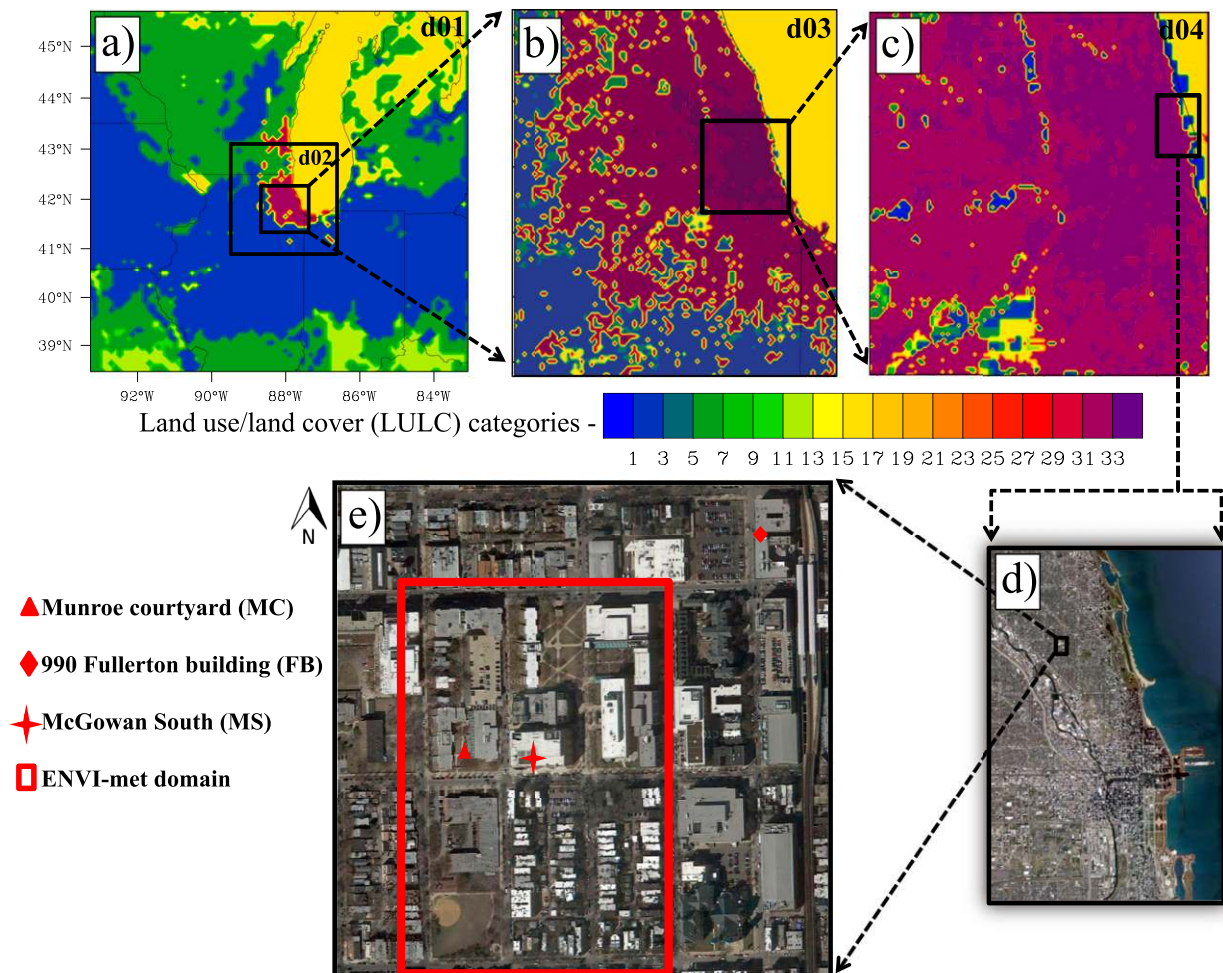 a)
d01
d02
45°N
44°N
43°N
42°N
41°N
40°N
39°N
92°W 90°W 88°W 86°W 84°W
b)
d03
c)
d04
Land use/land cover (LULC) categories -
1 3 5 7 9 11 13 15 17 19 21 23 25 27 29 31 33
N
e)
d)
Munroe courtyard (MC)
990 Fullerton building (FB)
McGowan South (MS)
ENVI-met domain